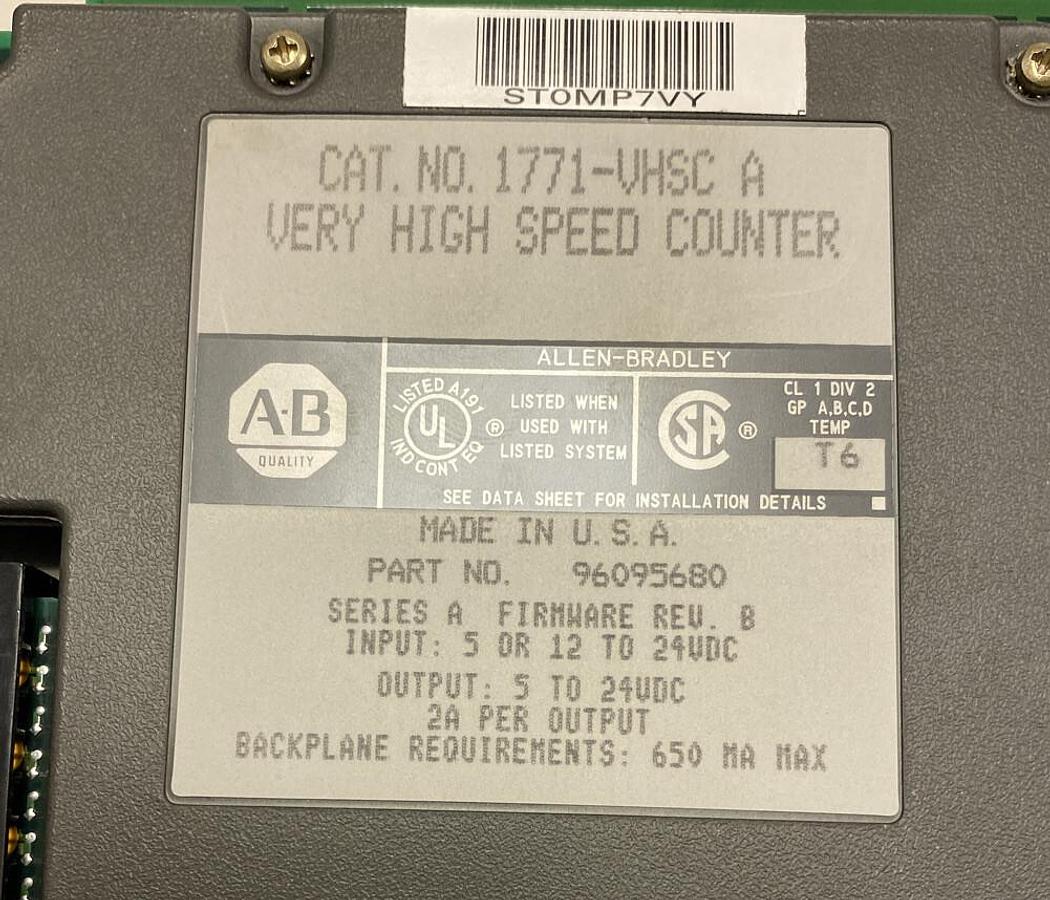 ST0MP7VY
CAT. NO. 1771-VHSC A
VERY HIGH SPEED COUNTER
ALLEN-BRADLEY
A-B
QUALITY
LISTED A191
UL
IND CONT EQ
®
LISTED WHEN
USED WITH
LISTED SYSTEM
SA
®
CL 1 DIV 2
GP A,B,C,D
TEMP
T6
SEE DATA SHEET FOR INSTALLATION DETAILS
MADE IN U.S.A.
PART NO. 96095680
SERIES A FIRMWARE REV. B
INPUT: 5 OR 12 TO 24VDC
OUTPUT: 5 TO 24VDC
2A PER OUTPUT
BACKPLANE REQUIREMENTS: 650 MA MAX